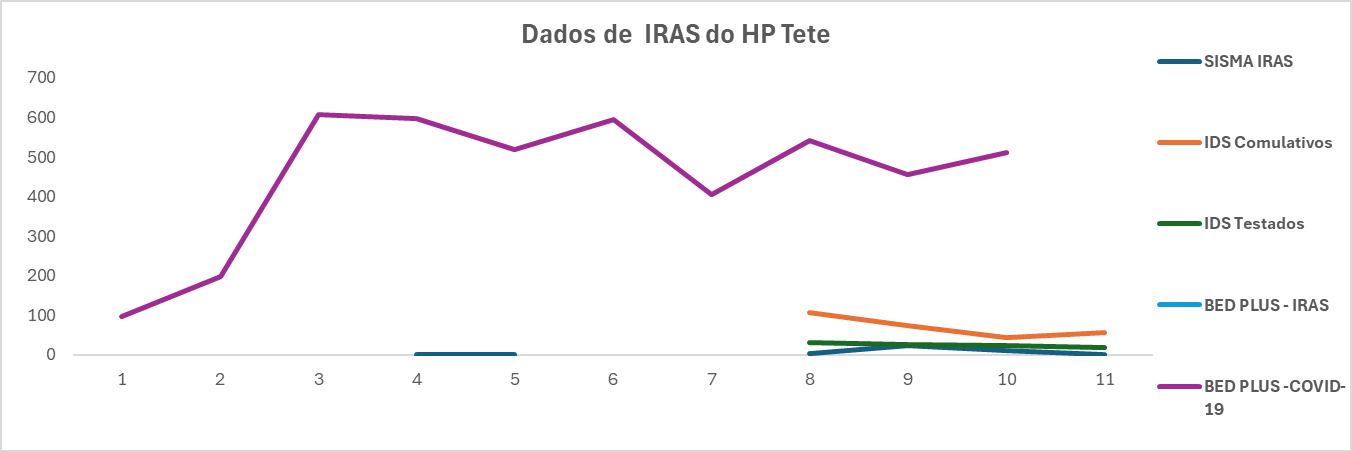 Dados de  IRAS do HP Tete
700
600
500
400
300
200
100
0
1 2 3 4 5 6 7 8 9 10 11
SISMA IRAS
IDS Comulativos
IDS Testados
BED PLUS - IRAS
BED PLUS -COVID-
19